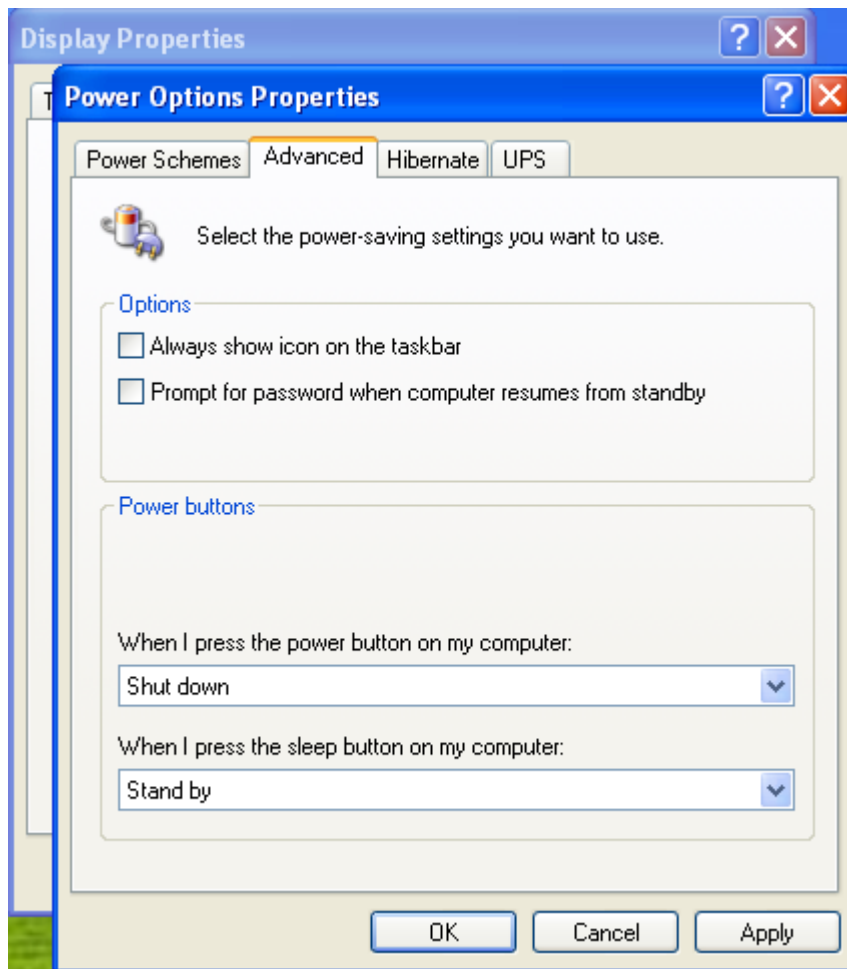 Display Properties
T
Power Options Properties
Power Schemes Advanced Hibernate UPS
Select the power-saving settings you want to use.
Options
Always show icon on the taskbar
Prompt for password when computer resumes from standby
Power buttons
When I press the power button on my computer:
Shut down
When I press the sleep button on my computer:
Stand by
OK Cancel Apply